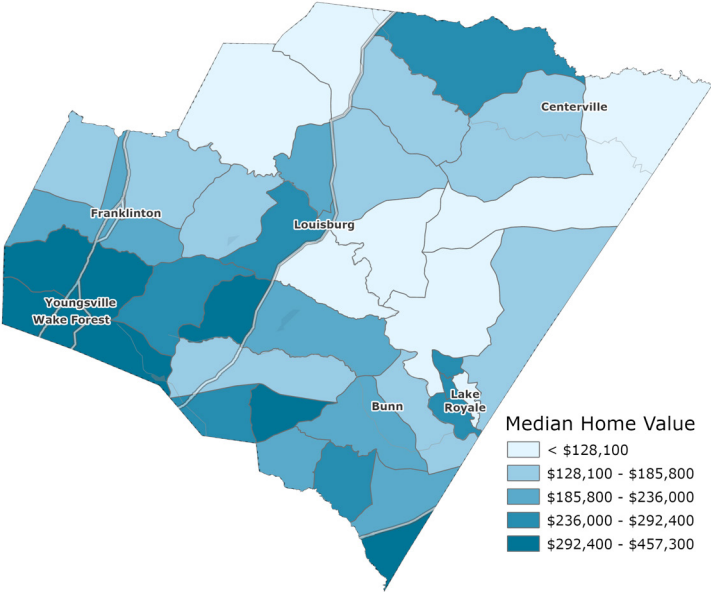 Centerville
Franklinton
Louisburg
Youngsville
Wake Forest
Lake
Royale
Bunn
Median Home Value
< $128,100
$128,100 - $185,800
$185,800 - $236,000
$236,000 - $292,400
$292,400 - $457,300